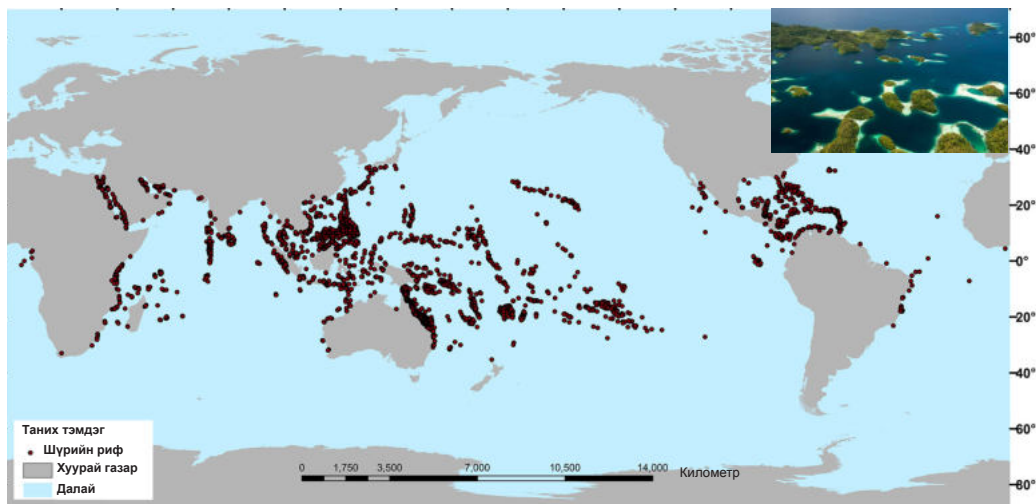 80°
60°
40°
20°
0°
20°
40°
60°
80°
Таних тэмдэг
Шүрийн риф
Хуурай газар
Далай
0 1,750 3,500 7,000 10,500 14,000 Километр